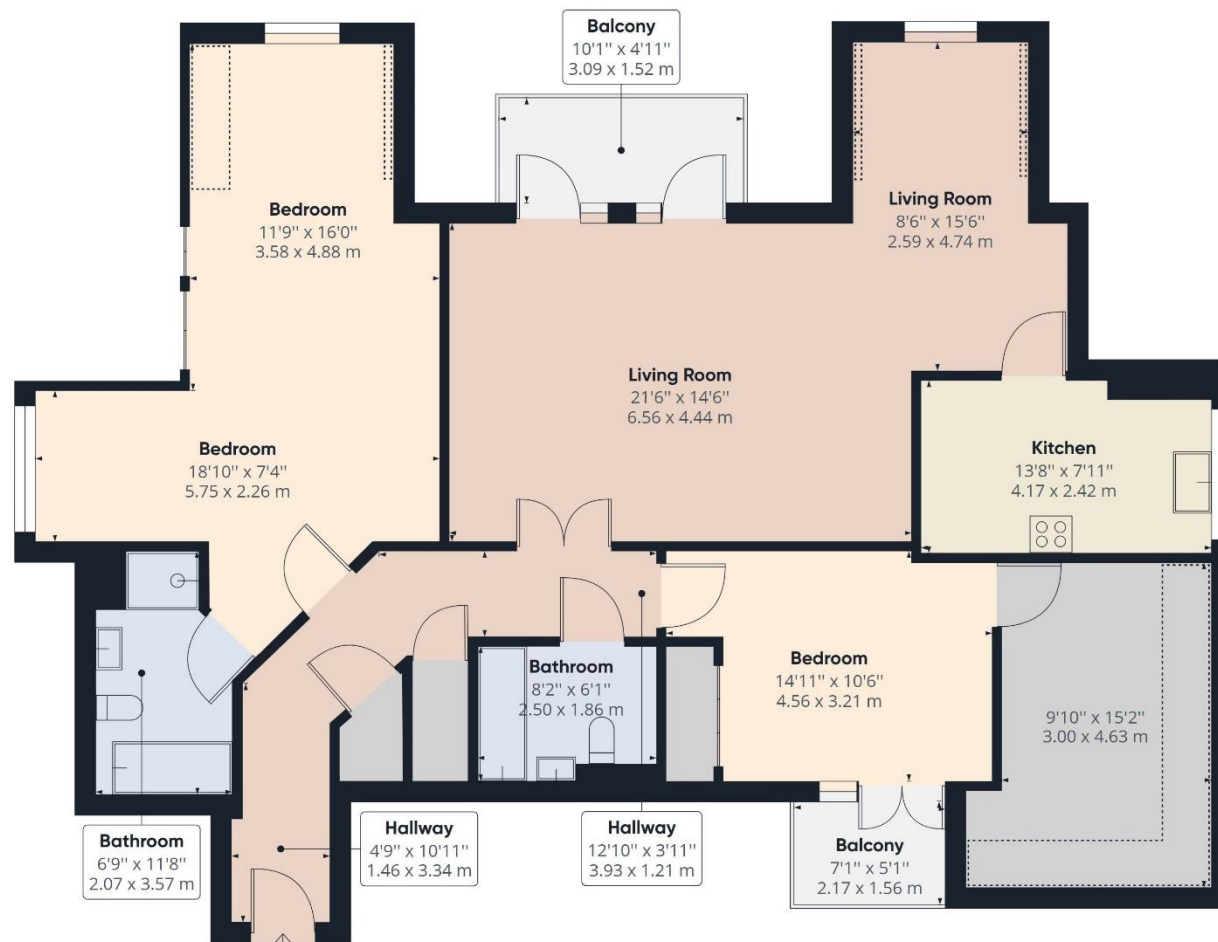 Balcony
10'1" x 4'11"
3.09 x 1.52 m
Bedroom
11'9" x 16'0"
3.58 x 4.88 m
Living Room
8'6" x 15'6"
2.59 x 4.74 m
Living Room
21'6" x 14'6"
6.56 x 4.44 m
Bedroom
18'10" x 7'4"
5.75 x 2.26 m
Kitchen
13'8" x 7'11"
4.17 x 2.42 m
Bathroom
8'2" x 6'1"
2.50 x 1.86 m
Bedroom
14'11" x 10'6"
4.56 x 3.21 m
9'10" x 15'2"
3.00 x 4.63 m
Bathroom
6'9" x 11'8"
2.07 x 3.57 m
Hallway
4'9" x 10'11"
1.46 x 3.34 m
Hallway
12'10" x 3'11"
3.93 x 1.21 m
Balcony
7'1" x 5'1"
2.17 x 1.56 m